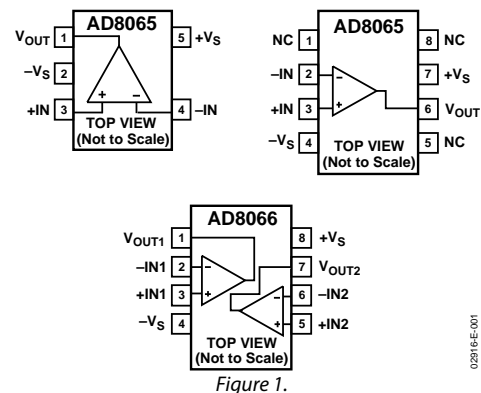 AD8065
VOUT 1
5 +VS
–VS 2
+IN 3
4 –IN
+ –
TOP VIEW
(Not to Scale)
AD8065
NC 1
8 NC
–IN 2
7 +VS
+IN 3
6 VOUT
–VS 4
5 NC
– +
TOP VIEW
(Not to Scale)
AD8066
VOUT1 1
8 +VS
–IN1 2
7 VOUT2
+IN1 3
6 –IN2
–VS 4
5 +IN2
– +
– +
TOP VIEW
(Not to Scale)
02916-E-001
Figure 1.